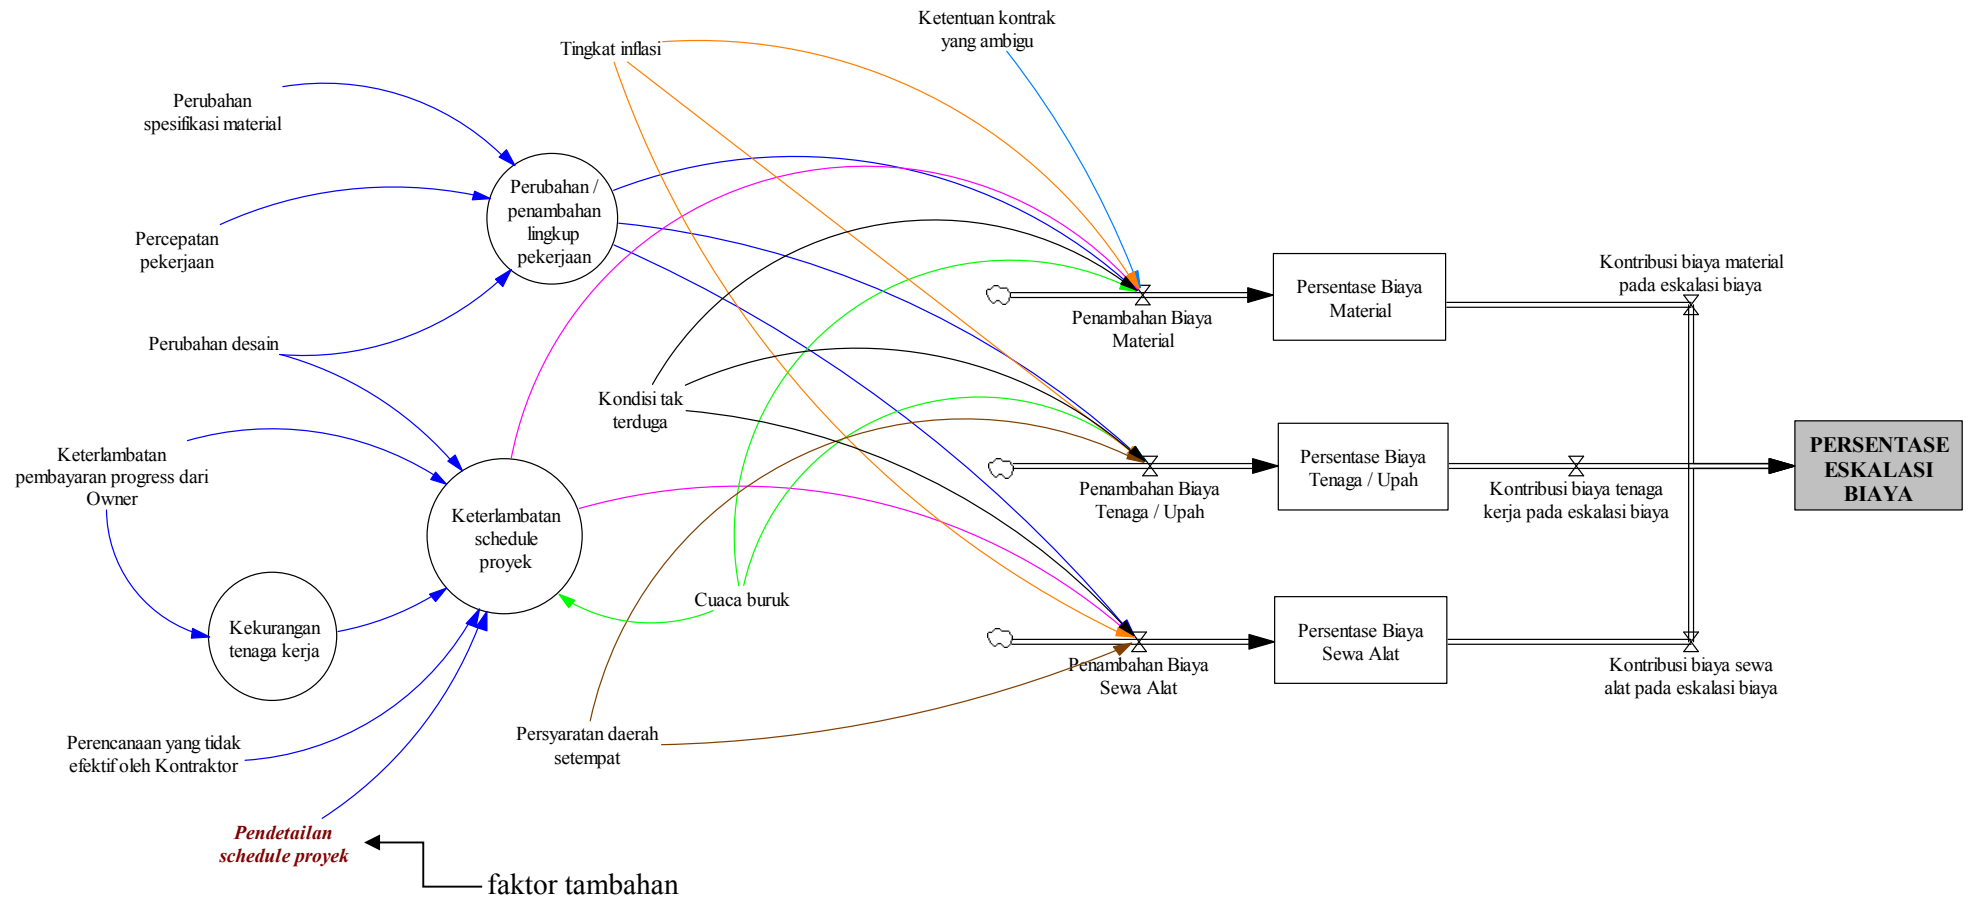 Ketentuan kontrak
yang ambigu
Tingkat inflasi
Perubahan
spesifikasi material
Perubahan /
penambahan
lingkup
pekerjaan
Percepatan
pekerjaan
Kontribusi biaya material
pada eskalasi biaya
Persentase Biaya
Material
Penambahan Biaya
Material
Perubahan desain
Kondisi tak
terduga
Keterlambatan
pembayaran progress dari
Owner
PERSENTASE
ESKALASI
BIAYA
Persentase Biaya
Tenaga / Upah
Penambahan Biaya
Tenaga / Upah
Kontribusi biaya tenaga
kerja pada eskalasi biaya
Keterlambatan
schedule
proyek
Cuaca buruk
Kekurangan
tenaga kerja
Persentase Biaya
Sewa Alat
Penambahan Biaya
Sewa Alat
Kontribusi biaya sewa
alat pada eskalasi biaya
Persyaratan daerah
setempat
Perencanaan yang tidak
efektif oleh Kontraktor
Pendetailan
schedule proyek
faktor tambahan